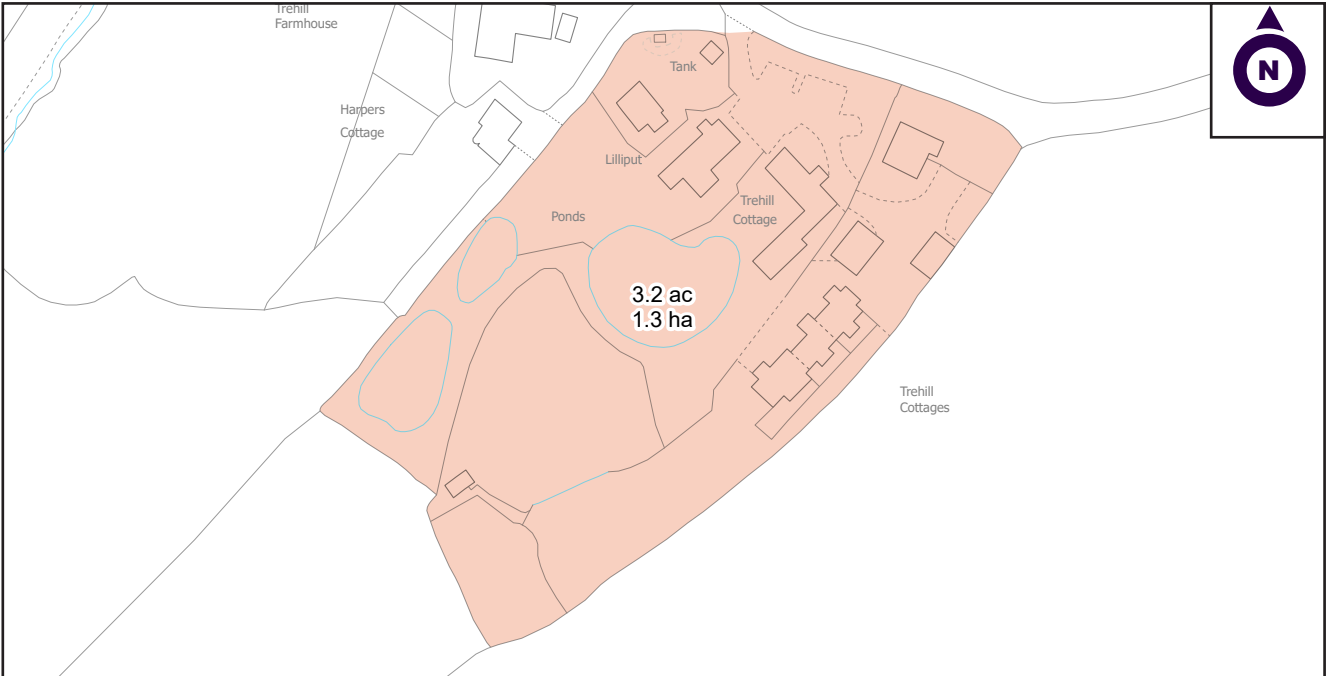 Trehill
Farmhouse
N
Tank
Harpers
Cottage
Lilliput
Trehill
Cottage
Ponds
3.2 ac
1.3 ha
Trehill
Cottages